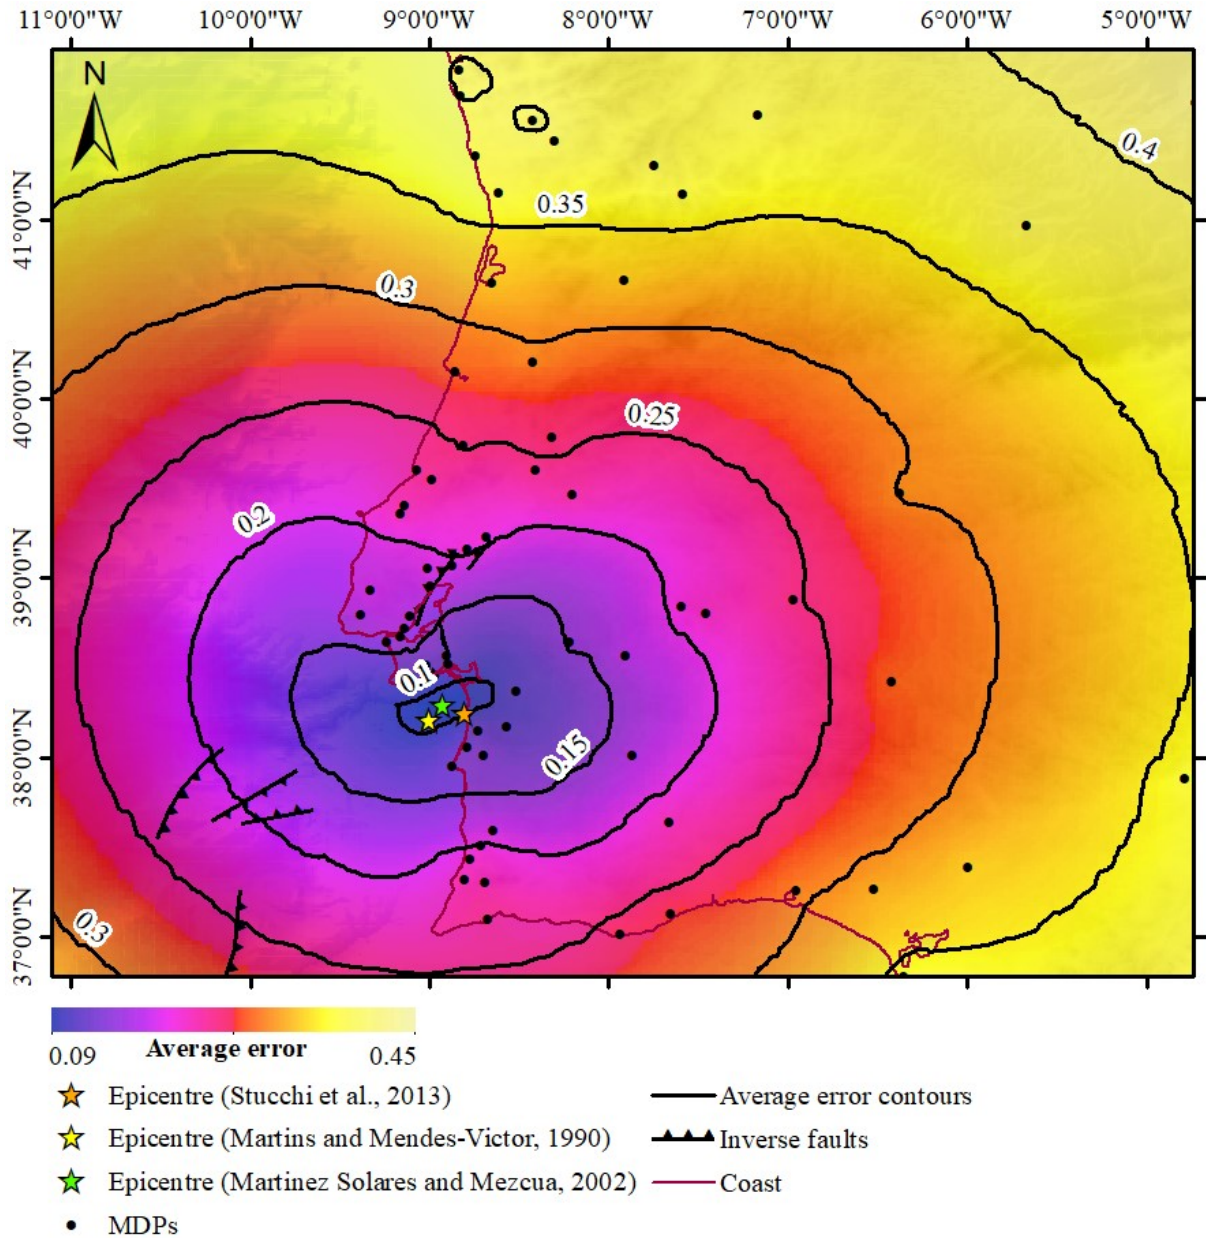 11°0'0"W 10°0'0"W 9°0'0"W 8°0'0"W 7°0'0"W 6°0'0"W 5°0'0"W
N
0.4
41°0'0"N
0.35
0.3
40°0'0"N
0.25
0.2
39°0'0"N
0.1
38°0'0"N
0.15
37°0'0"N
0.3
0.09 Average error 0.45
Epicentre (Stucchi et al., 2013)
Average error contours
Epicentre (Martins and Mendes-Victor, 1990)
Inverse faults
Epicentre (Martinez Solares and Mezcua, 2002)
Coast
MDPs